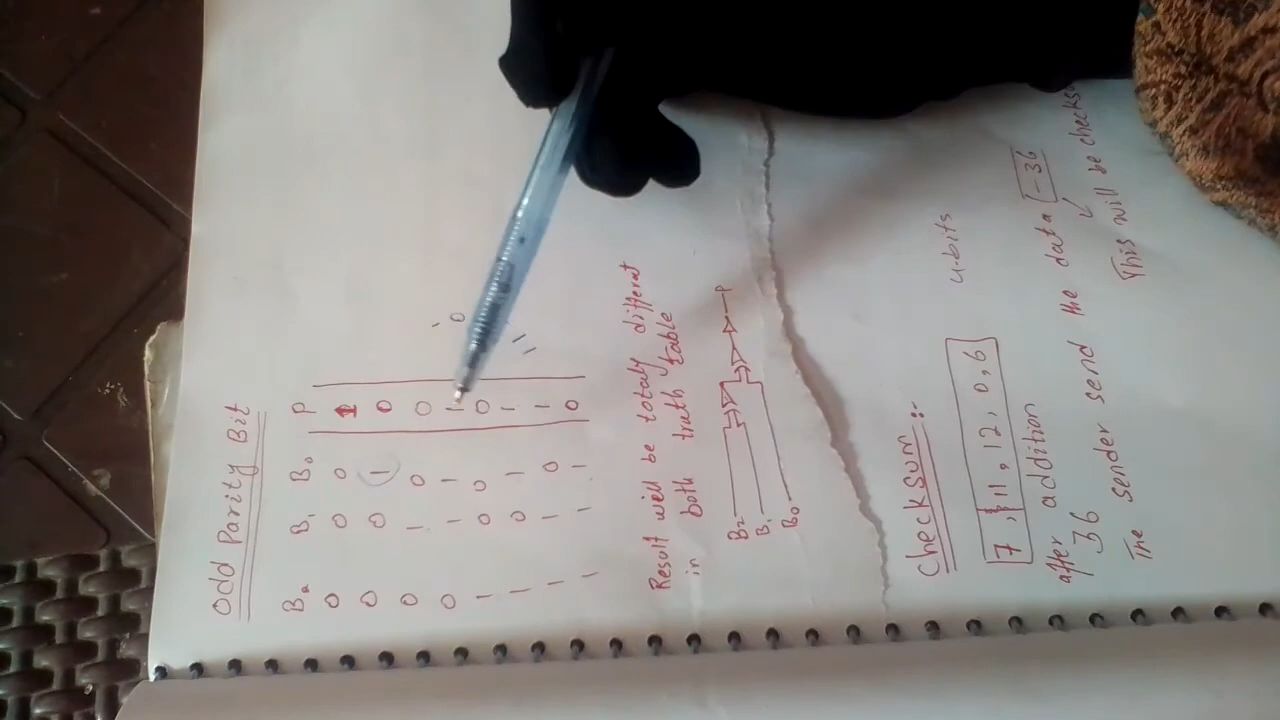 Odd Parity Bit
B2 B1 B0 P
0 0 0 1
0 0 1 0
0 1 0 0
0 1 1 1
1 0 0 0
1 0 1 1
1 1 0 1
1 1 1 0
Result will be totaly different
in both truth table
B2
B1
B0
P
Checksum :-
7, 11, 12, 0, 6
4-bits
after addition
36
The sender send the data -36
This will be checks